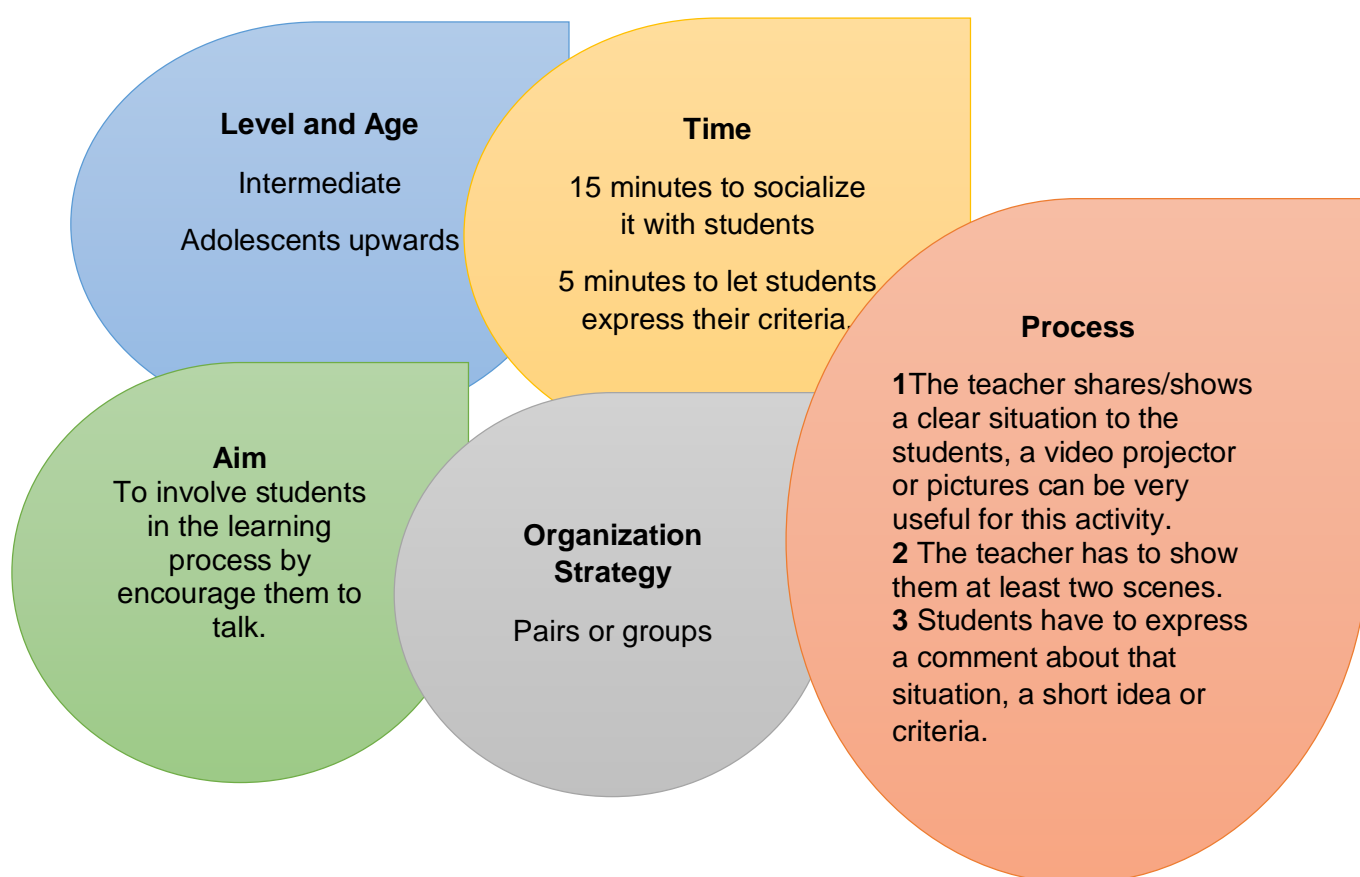 Level and Age
Intermediate
Adolescents upwards
Time
15 minutes to socialize
it with students
5 minutes to let students
express their criteria.
Aim
To involve students
in the learning
process by
encourage them to
talk.
Organization
Strategy
Pairs or groups
Process
1The teacher shares/shows
a clear situation to the
students, a video projector
or pictures can be very
useful for this activity.
2 The teacher has to show
them at least two scenes.
3 Students have to express
a comment about that
situation, a short idea or
criteria.